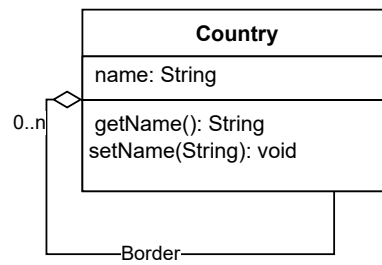 Country
name: String
0..n
getName(): String
setName(String): void
Border